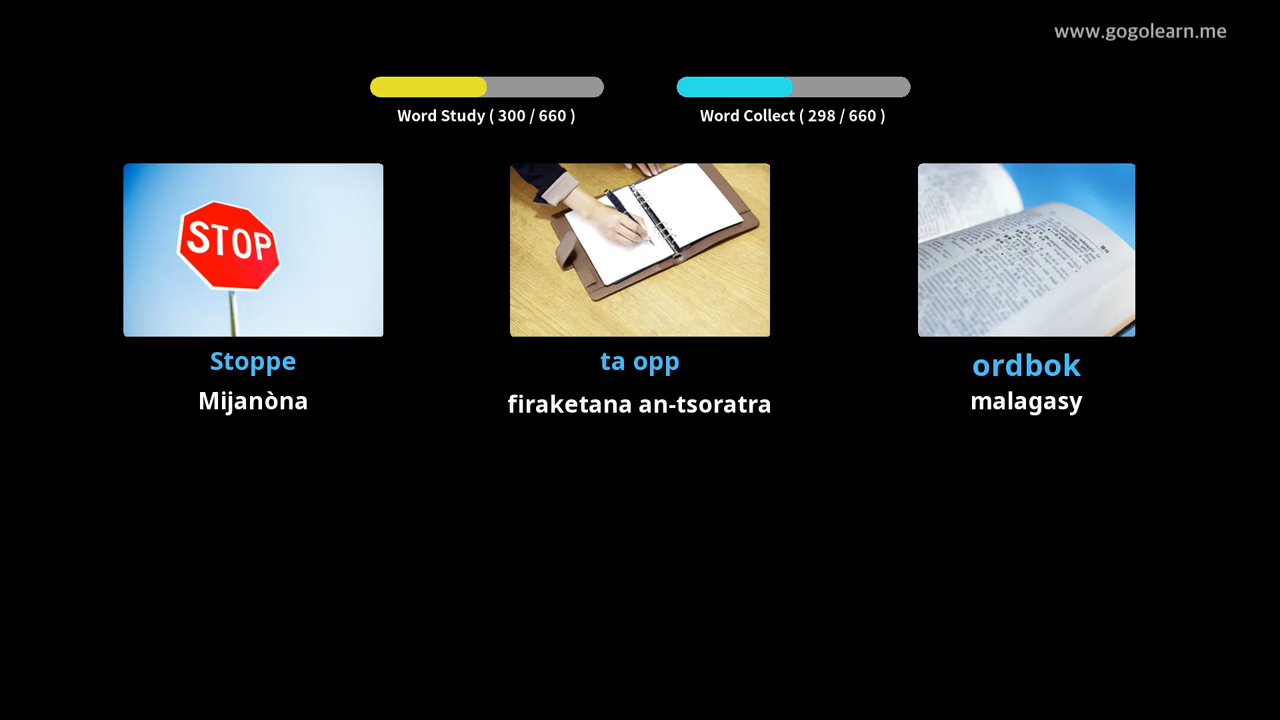 www.gogolearn.me
Word Study ( 300 / 660 )
Word Collect ( 298 / 660 )
STOP
Stoppe
Mijanòna
ta opp
firaketana an-tsoratra
ordbok
malagasy